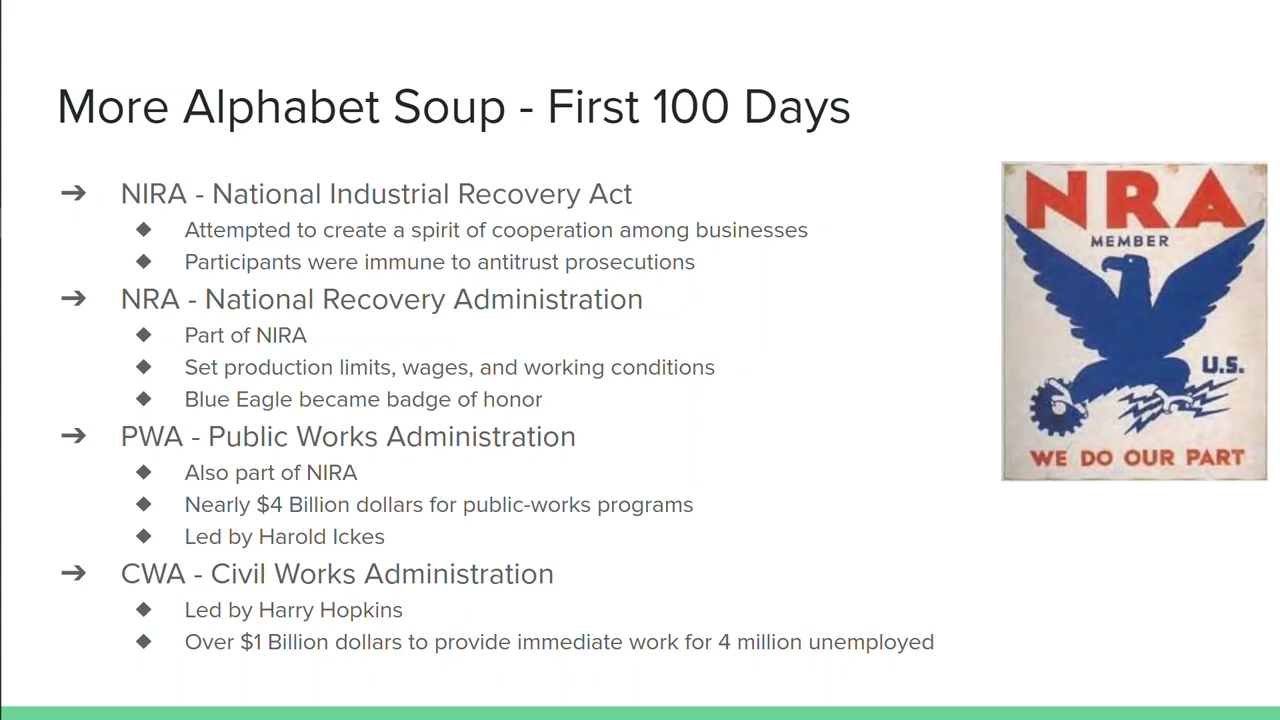 More Alphabet Soup - First 100 Days
➔ NIRA - National Industrial Recovery Act
◆ Attempted to create a spirit of cooperation among businesses
◆ Participants were immune to antitrust prosecutions
➔ NRA - National Recovery Administration
◆ Part of NIRA
◆ Set production limits, wages, and working conditions
◆ Blue Eagle became badge of honor
➔ PWA - Public Works Administration
◆ Also part of NIRA
◆ Nearly $4 Billion dollars for public-works programs
◆ Led by Harold Ickes
➔ CWA - Civil Works Administration
◆ Led by Harry Hopkins
◆ Over $1 Billion dollars to provide immediate work for 4 million unemployed
NRA
MEMBER
U.S.
WE DO OUR PART